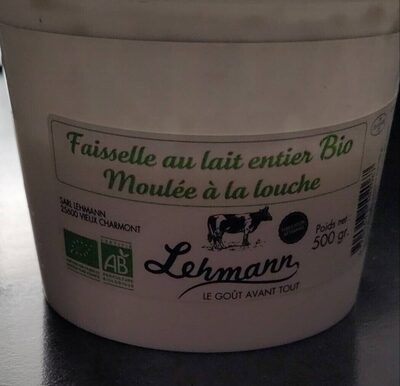 Faisselle au lait entier Bio
Moulée à la louche
SARL LEHMANN
25600 VIEUX CHARMONT
Poids net
500 gr.
AB
Lehmann
LE GOÛT AVANT TOUT